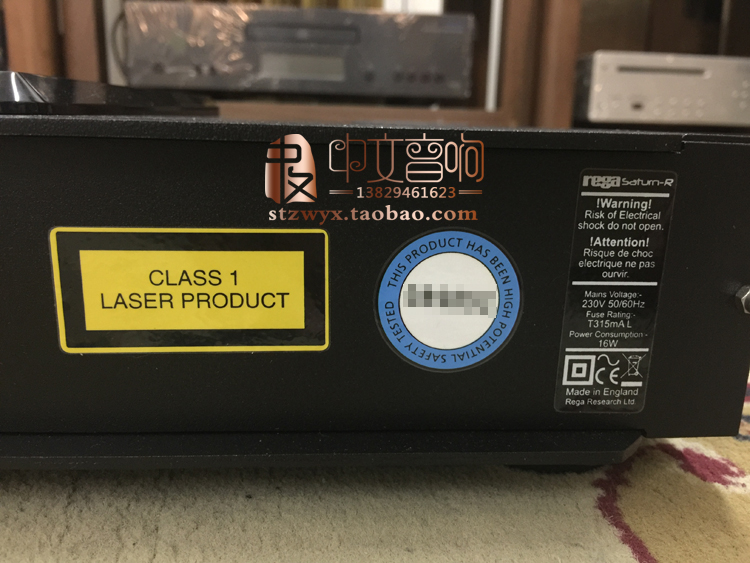 中文音响
13829461623
stzwyx.taobao.com
CLASS 1
LASER PRODUCT
THIS PRODUCT HAS BEEN HIGH POTENTIAL SAFETY TESTED
rega Saturn-R
!Warning!
Risk of Electrical
shock do not open.
!Attention!
Risque de choc
electrique ne pas
ourvir.
Mains Voltage:-
230V 50/60Hz
Fuse Rating:-
T315mA L
Power Consumption:-
16W
CE
Made in England
Rega Research Ltd.